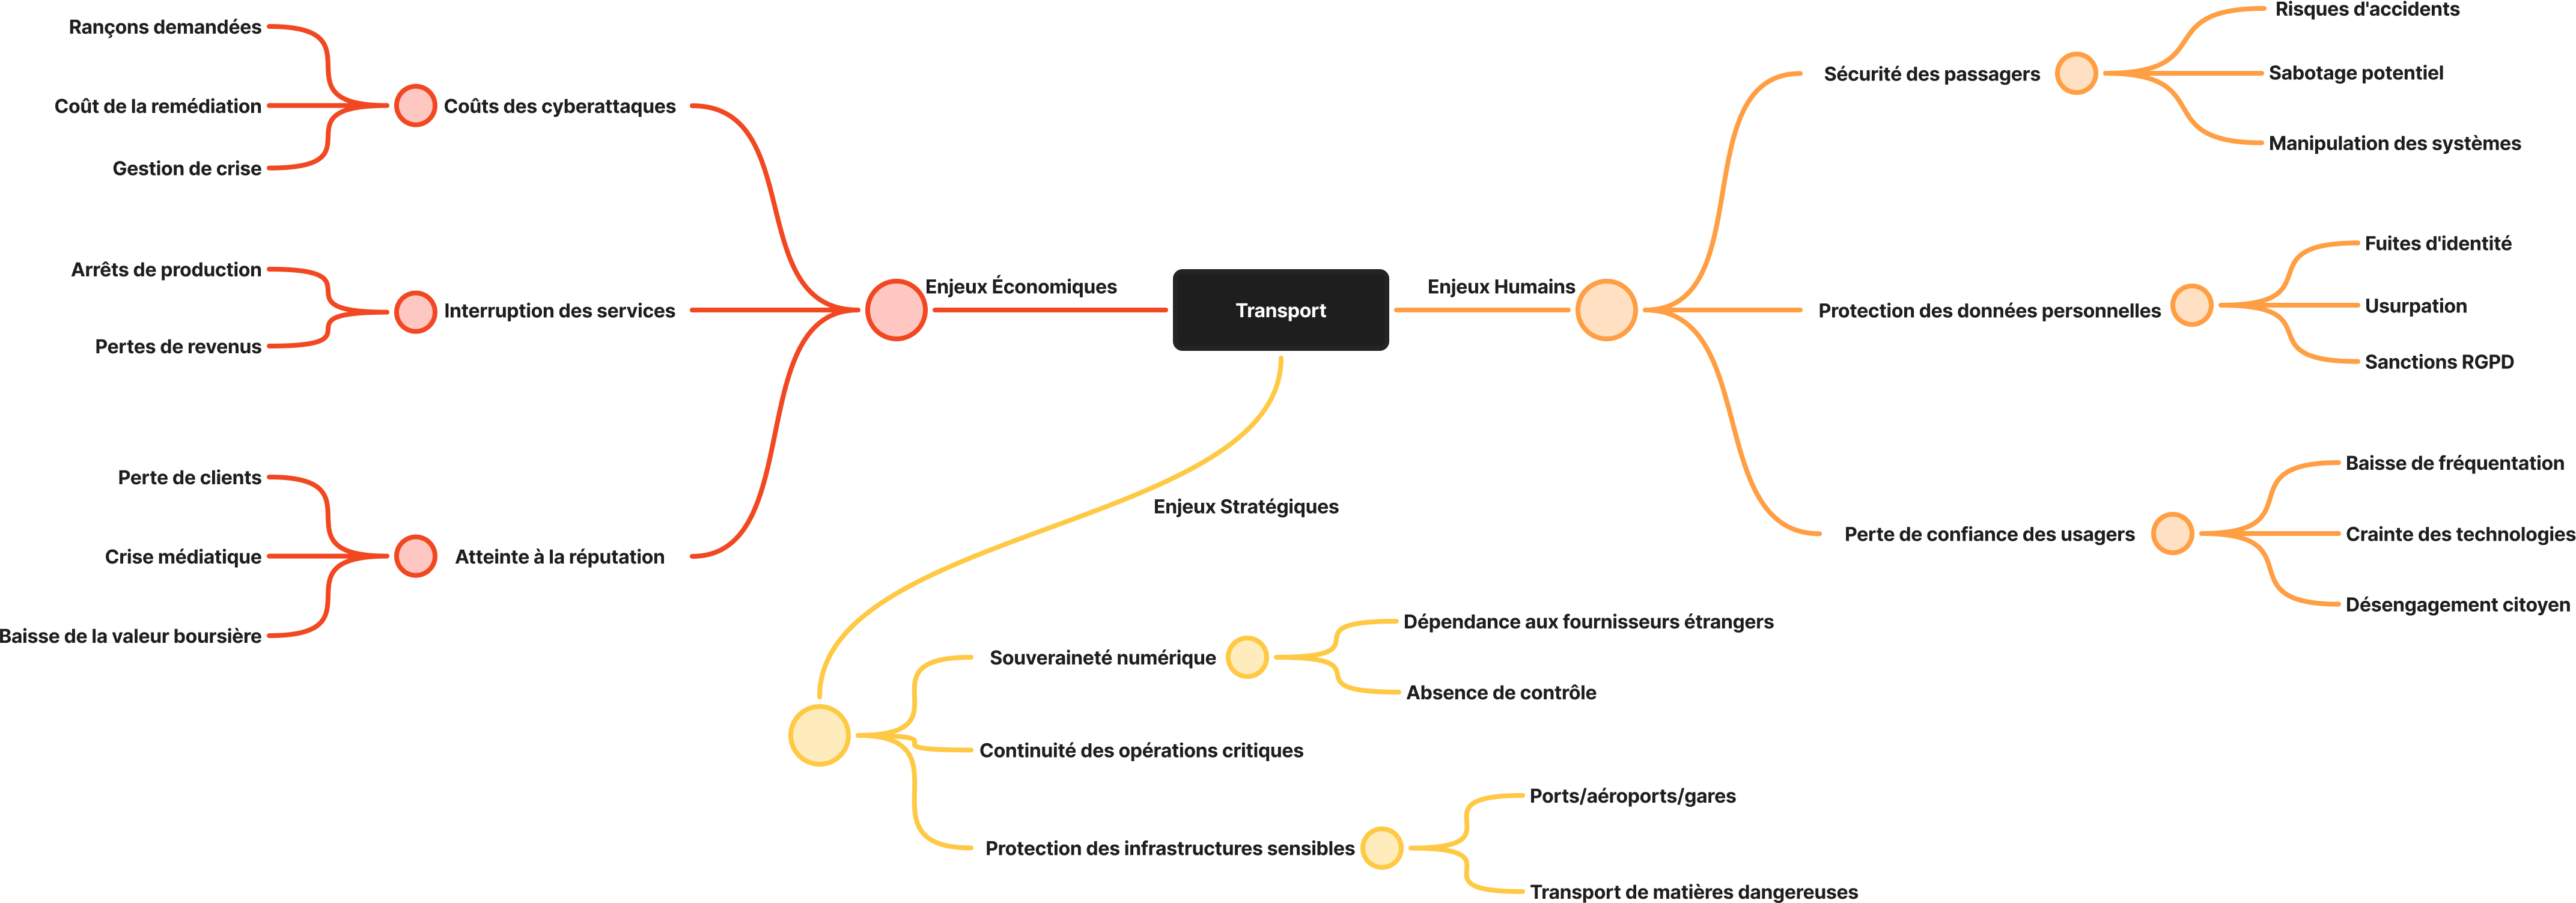 Rançons demandées
Coût de la remédiation
Gestion de crise
Coûts des cyberattaques
Arrêts de production
Pertes de revenus
Interruption des services
Perte de clients
Crise médiatique
Baisse de la valeur boursière
Atteinte à la réputation
Enjeux Économiques
Transport
Enjeux Humains
Sécurité des passagers
Risques d'accidents
Sabotage potentiel
Manipulation des systèmes
Protection des données personnelles
Fuites d'identité
Usurpation
Sanctions RGPD
Perte de confiance des usagers
Baisse de fréquentation
Crainte des technologies
Désengagement citoyen
Enjeux Stratégiques
Souveraineté numérique
Dépendance aux fournisseurs étrangers
Absence de contrôle
Continuité des opérations critiques
Protection des infrastructures sensibles
Ports/aéroports/gares
Transport de matières dangereuses